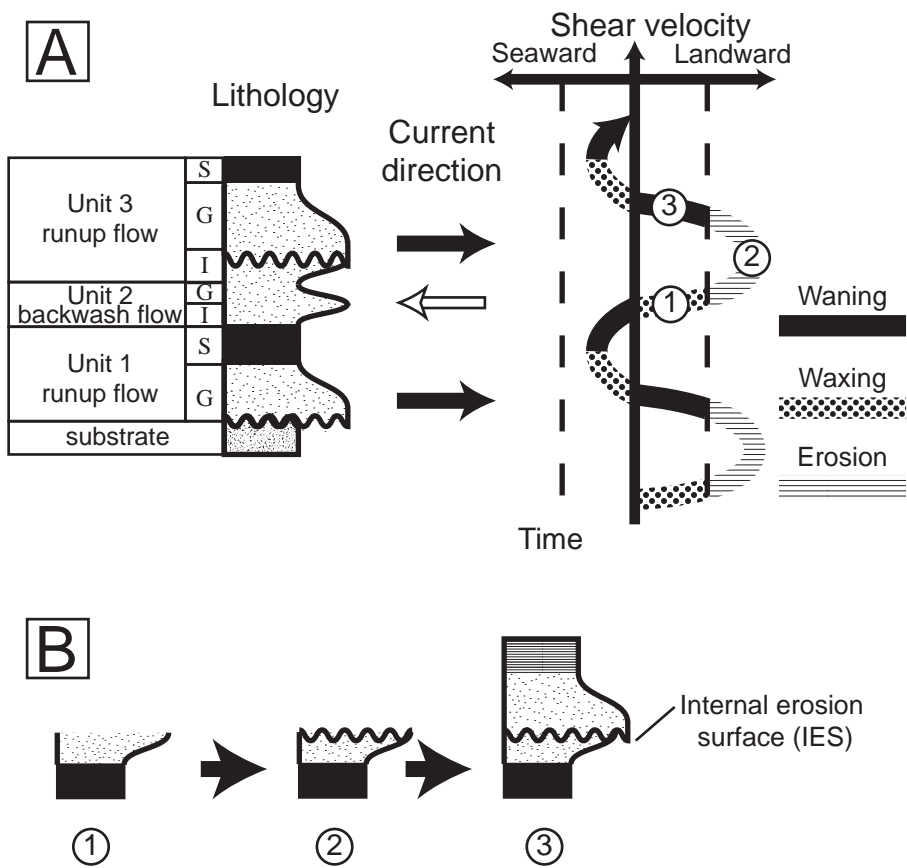 A
Shear velocity
Seaward
Landward
Lithology
Current
direction
Unit 3
runup flow
S
G
I
Unit 2
backwash flow
G
I
Unit 1
runup flow
S
G
substrate
3
2
1
Waning
Waxing
Erosion
Time
B
Internal erosion
surface (IES)
1
2
3